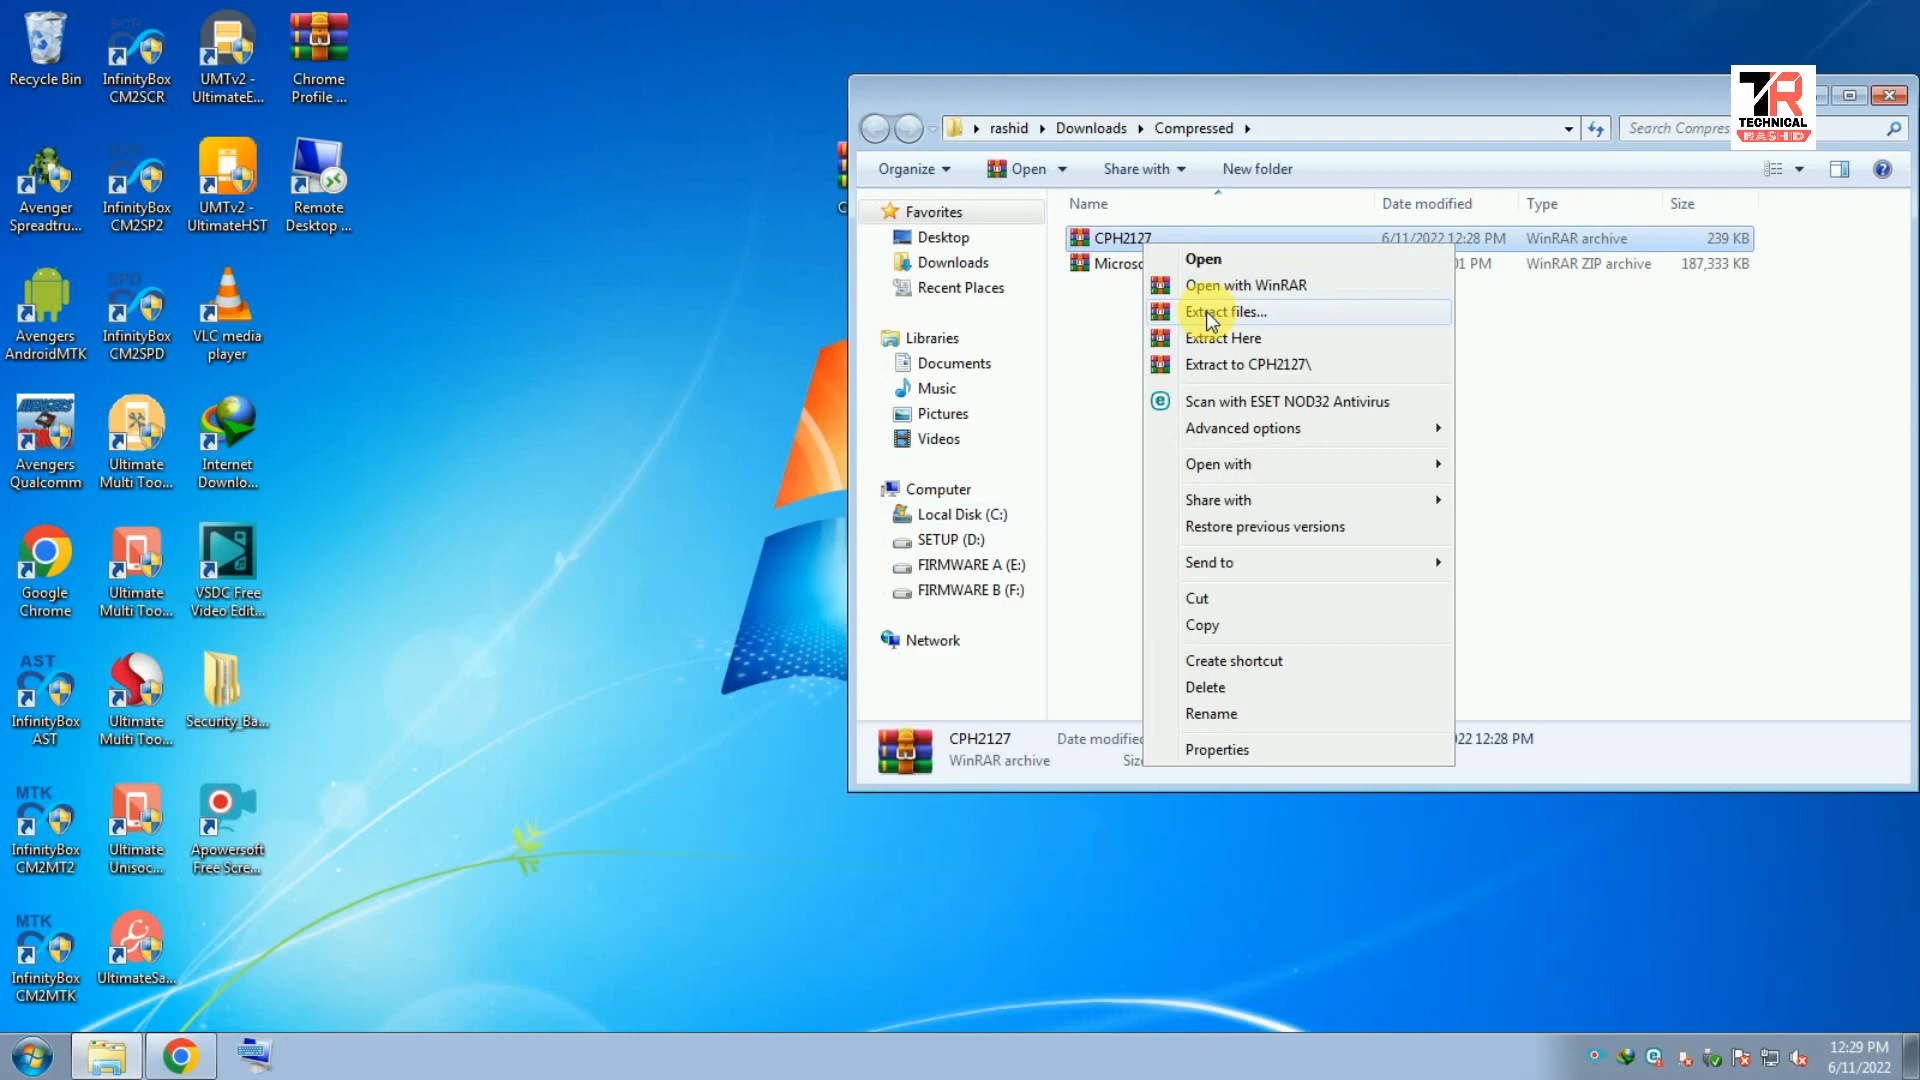 Recycle Bin
InfinityBox
CM2SCR
UMTv2 -
UltimateE...
Chrome
Profile ...
Avenger
Spreadtru...
InfinityBox
CM2SP2
UMTv2 -
UltimateHST
Remote
Desktop ...
Avengers
AndroidMTK
InfinityBox
CM2SPD
VLC media
player
Avengers
Qualcomm
Ultimate
Multi Too...
Internet
Downlo...
Google
Chrome
Ultimate
Multi Too...
VSDC Free
Video Edit...
AST
InfinityBox
AST
Ultimate
Multi Too...
Security_Ba...
MTK
InfinityBox
CM2MT2
Ultimate
Unisoc...
Apowersoft
Free Scre...
MTK
InfinityBox
CM2MTK
UltimateSa...
TR
TECHNICAL
RASHID
rashid
Downloads
Compressed
Search Compres
Organize
Open
Share with
New folder
Name
Date modified
Type
Size
CPH2127
6/11/2022 12:28 PM
WinRAR archive
239 KB
Microso
01 PM
WinRAR ZIP archive
187,333 KB
Favorites
Desktop
Downloads
Recent Places
Libraries
Documents
Music
Pictures
Videos
Computer
Local Disk (C:)
SETUP (D:)
FIRMWARE A (E:)
FIRMWARE B (F:)
Network
Open
Open with WinRAR
Extract files...
Extract Here
Extract to CPH2127\
Scan with ESET NOD32 Antivirus
Advanced options
Open with
Share with
Restore previous versions
Send to
Cut
Copy
Create shortcut
Delete
Rename
Properties
CPH2127
Date modifie
22 12:28 PM
WinRAR archive
Siz
12:29 PM
6/11/2022